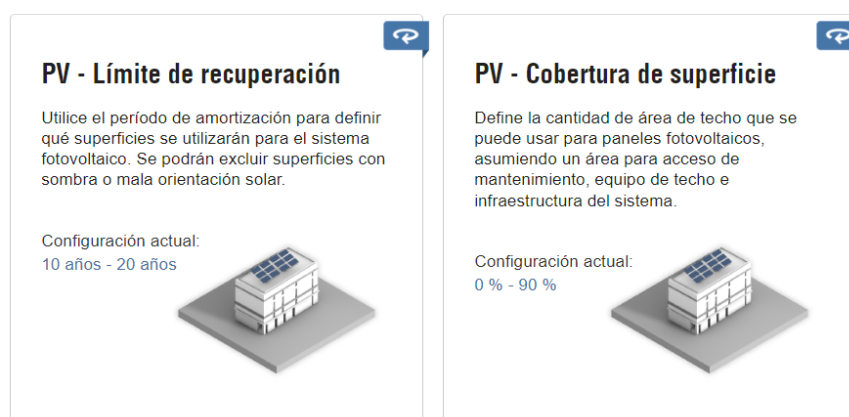 PV - Límite de recuperación
Utilice el período de amortización para definir
qué superficies se utilizarán para el sistema
fotovoltaico. Se podrán excluir superficies con
sombra o mala orientación solar.
Configuración actual:
10 años - 20 años
PV - Cobertura de superficie
Define la cantidad de área de techo que se
puede usar para paneles fotovoltaicos,
asumiendo un área para acceso de
mantenimiento, equipo de techo e
infraestructura del sistema.
Configuración actual:
0 % - 90 %